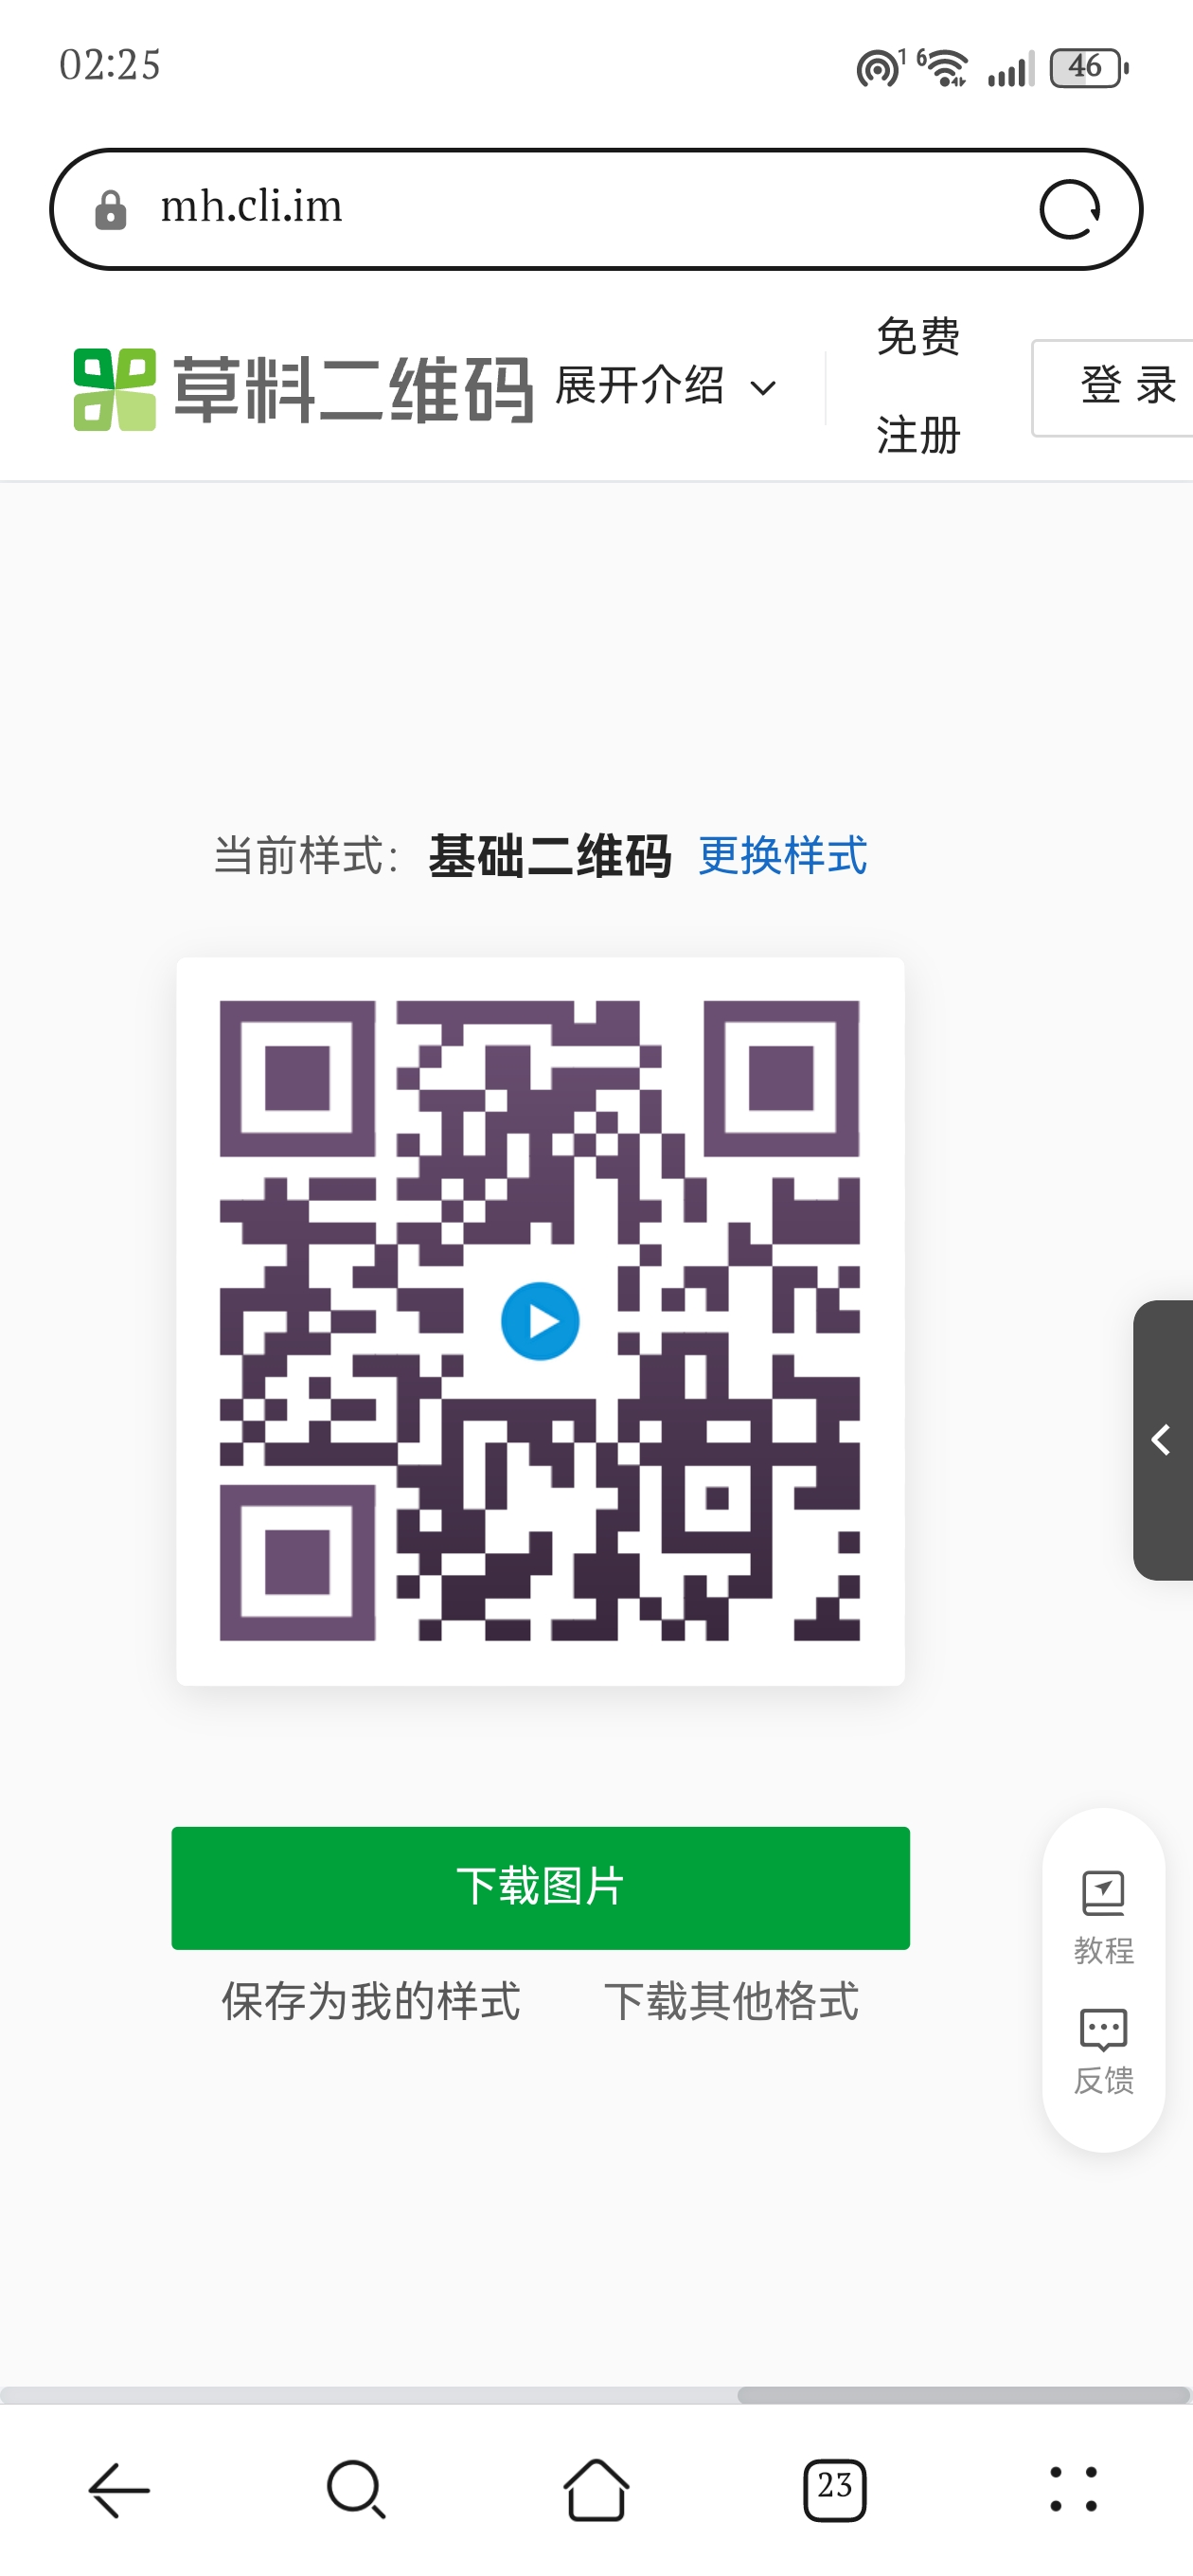 02:25
1 6 46
mh.cli.im
草料二维码 展开介绍 免费注册 登 录
当前样式： 基础二维码 更换样式
下载图片
保存为我的样式 下载其他格式
教程
反馈
23